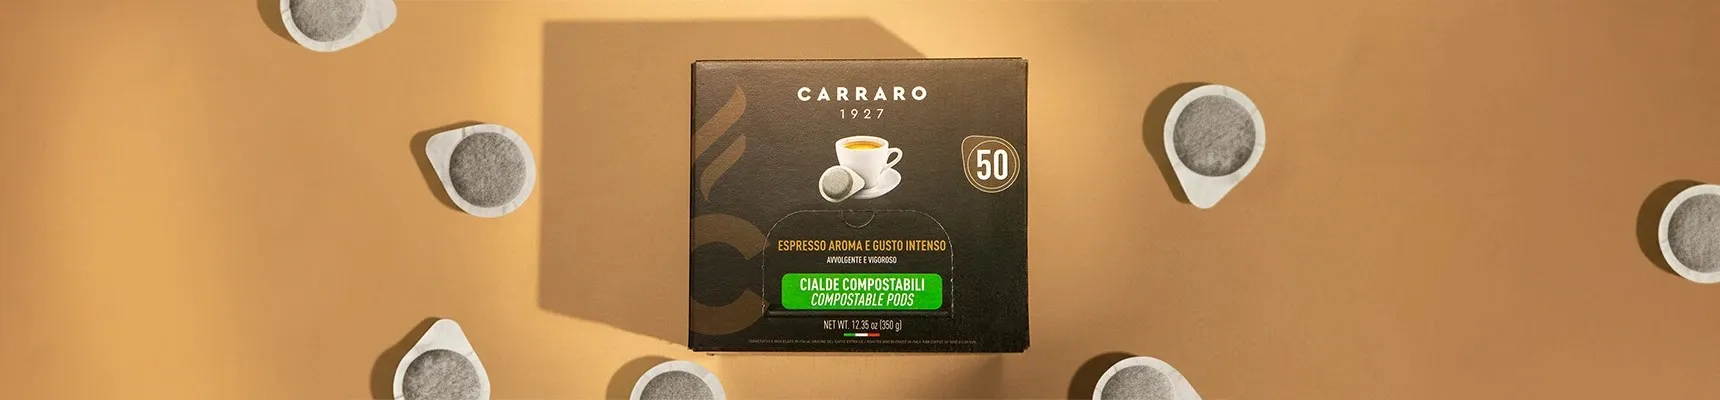 CARRARO
1927
50
ESPRESSO AROMA E GUSTO INTENSO
AVVOLGENTE E VIGOROSO
CIALDE COMPOSTABILI
COMPOSTABLE PODS
NET WT. 12.35 oz (350 g)